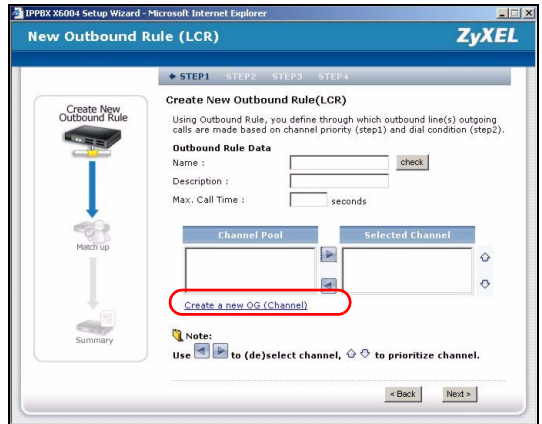 IPPBX X6004 Setup Wizard - Microsoft Internet Explorer
New Outbound Rule (LCR)
ZyXEL
STEP1 STEP2 STEP3 STEP4
Create New
Outbound Rule
Match up
Summary
Create New Outbound Rule(LCR)
Using Outbound Rule, you define through which outbound line(s) outgoing
calls are made based on channel priority (step1) and dial condition (step2).
Outbound Rule Data
Name : check
Description :
Max. Call Time : seconds
Channel Pool Selected Channel
Create a new OG (Channel)
Note:
Use to (de)select channel, to prioritize channel.
< Back Next >